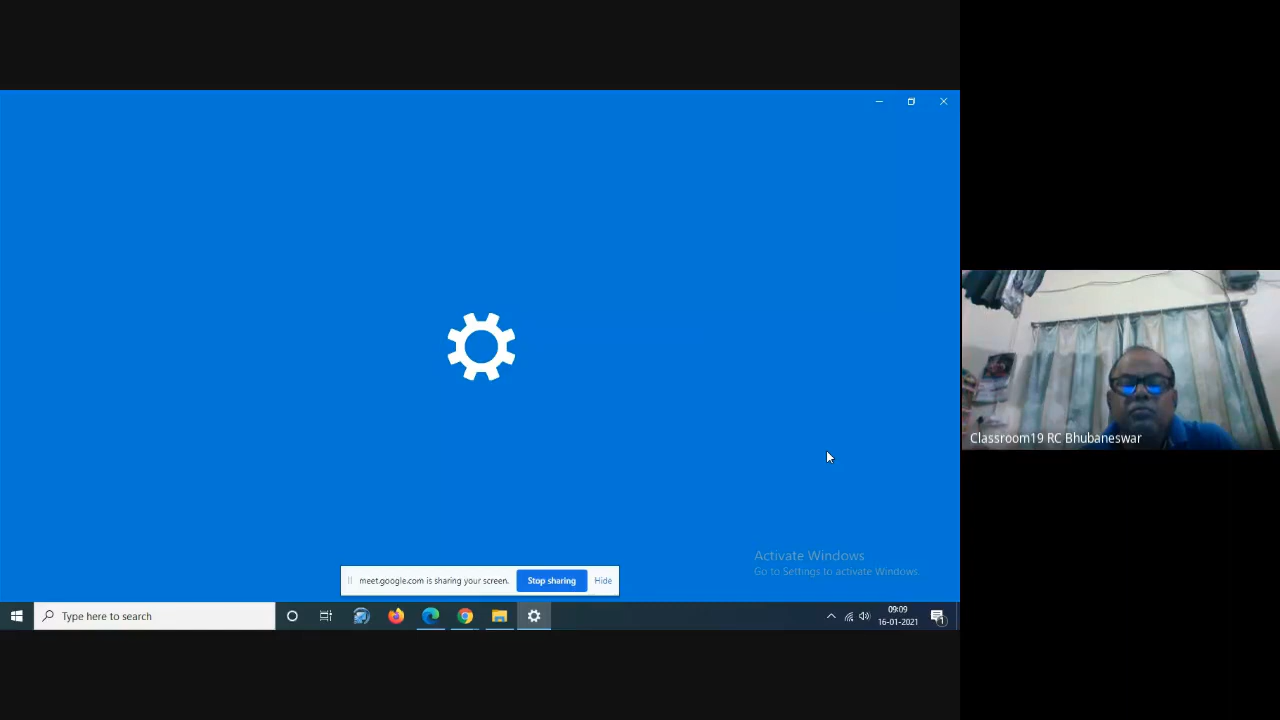 Activate Windows
Go to Settings to activate Windows.
meet.google.com is sharing your screen.
Stop sharing
Hide
Type here to search
09:09
16-01-2021
1
Classroom19 RC Bhubaneswar